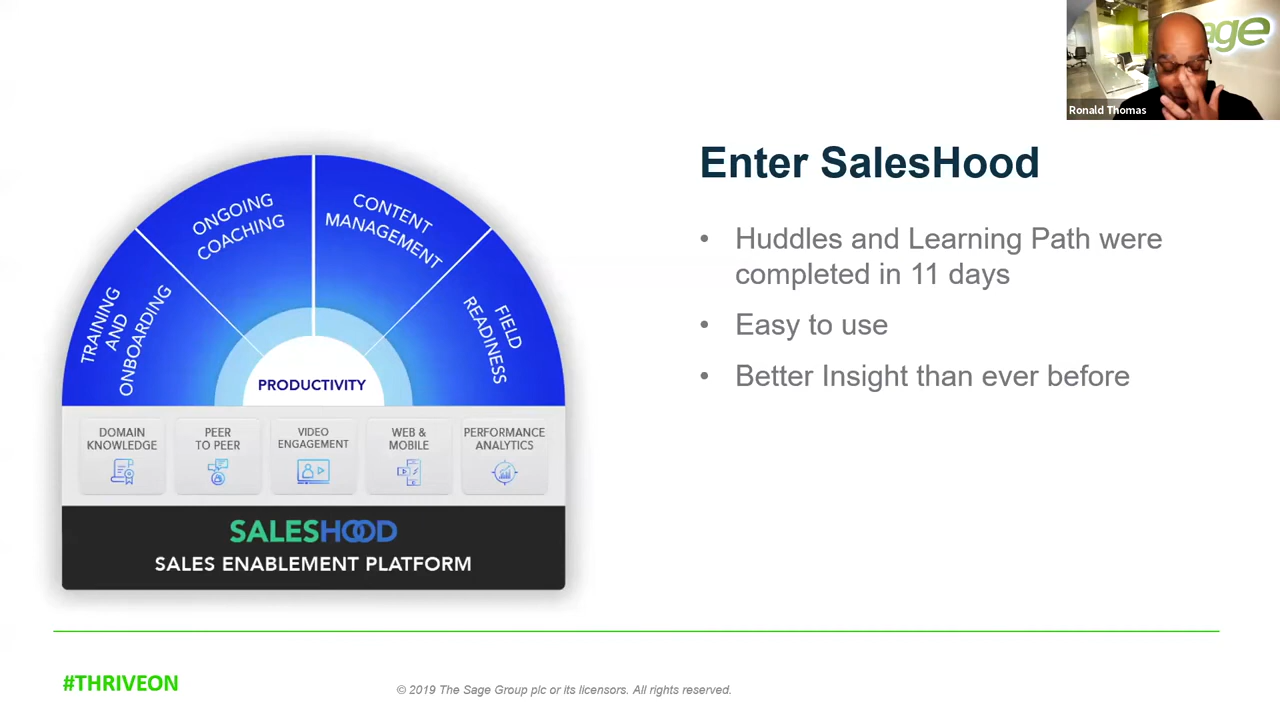 age
Ronald Thomas
Enter SalesHood
• Huddles and Learning Path were
completed in 11 days
• Easy to use
• Better Insight than ever before
TRAINING
AND
ONBOARDING
ONGOING
COACHING
CONTENT
MANAGEMENT
FIELD
READINESS
PRODUCTIVITY
DOMAIN
KNOWLEDGE
PEER
TO PEER
VIDEO
ENGAGEMENT
WEB &
MOBILE
PERFORMANCE
ANALYTICS
SALESHOOD
SALES ENABLEMENT PLATFORM
#THRIVEON
© 2019 The Sage Group plc or its licensors. All rights reserved.